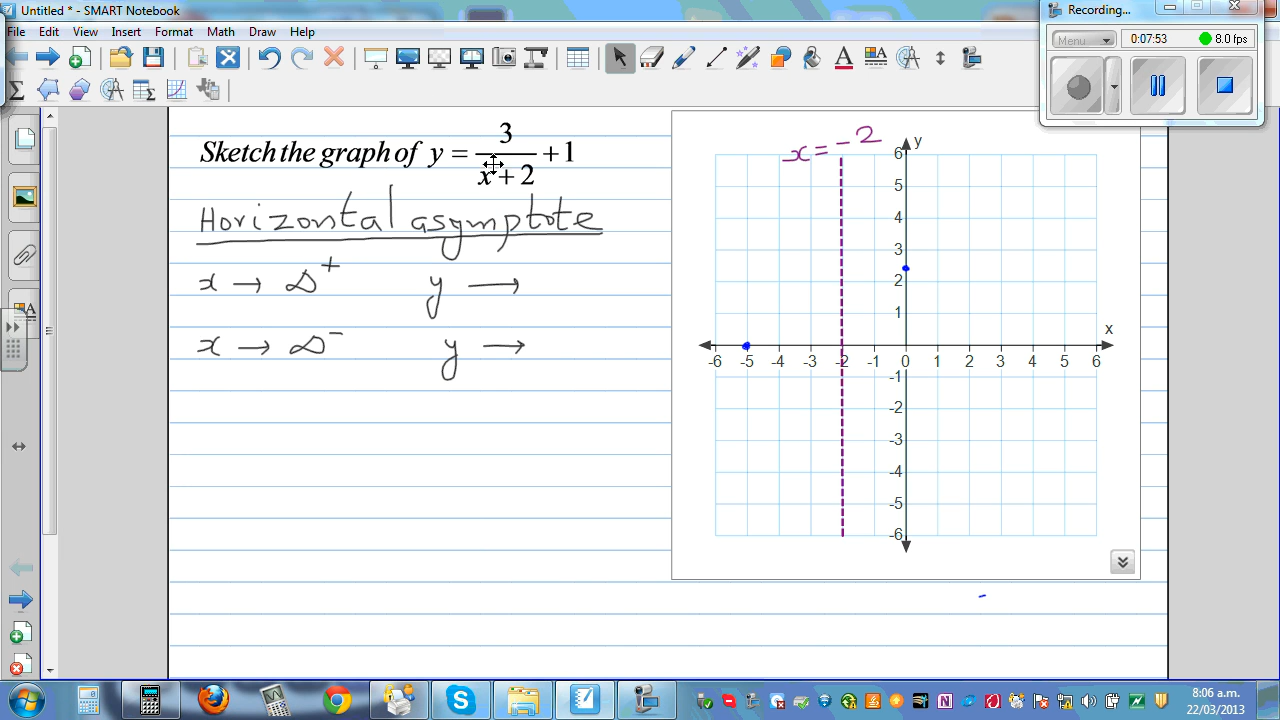 Untitled * - SMART Notebook
File Edit View Insert Format Math Draw Help
Recording...
Menu 0:07:53 8.0 fps
Sketch the graph of y = 3/(x + 2) + 1
Horizontal asymptote
x → ∞⁺ y →
x → ∞⁻ y →
x = -2
y
6
5
4
3
2
1
x
-6 -5 -4 -3 -2 -1 0 1 2 3 4 5 6
-1
-2
-3
-4
-5
-6
8:06 a.m.
22/03/2013